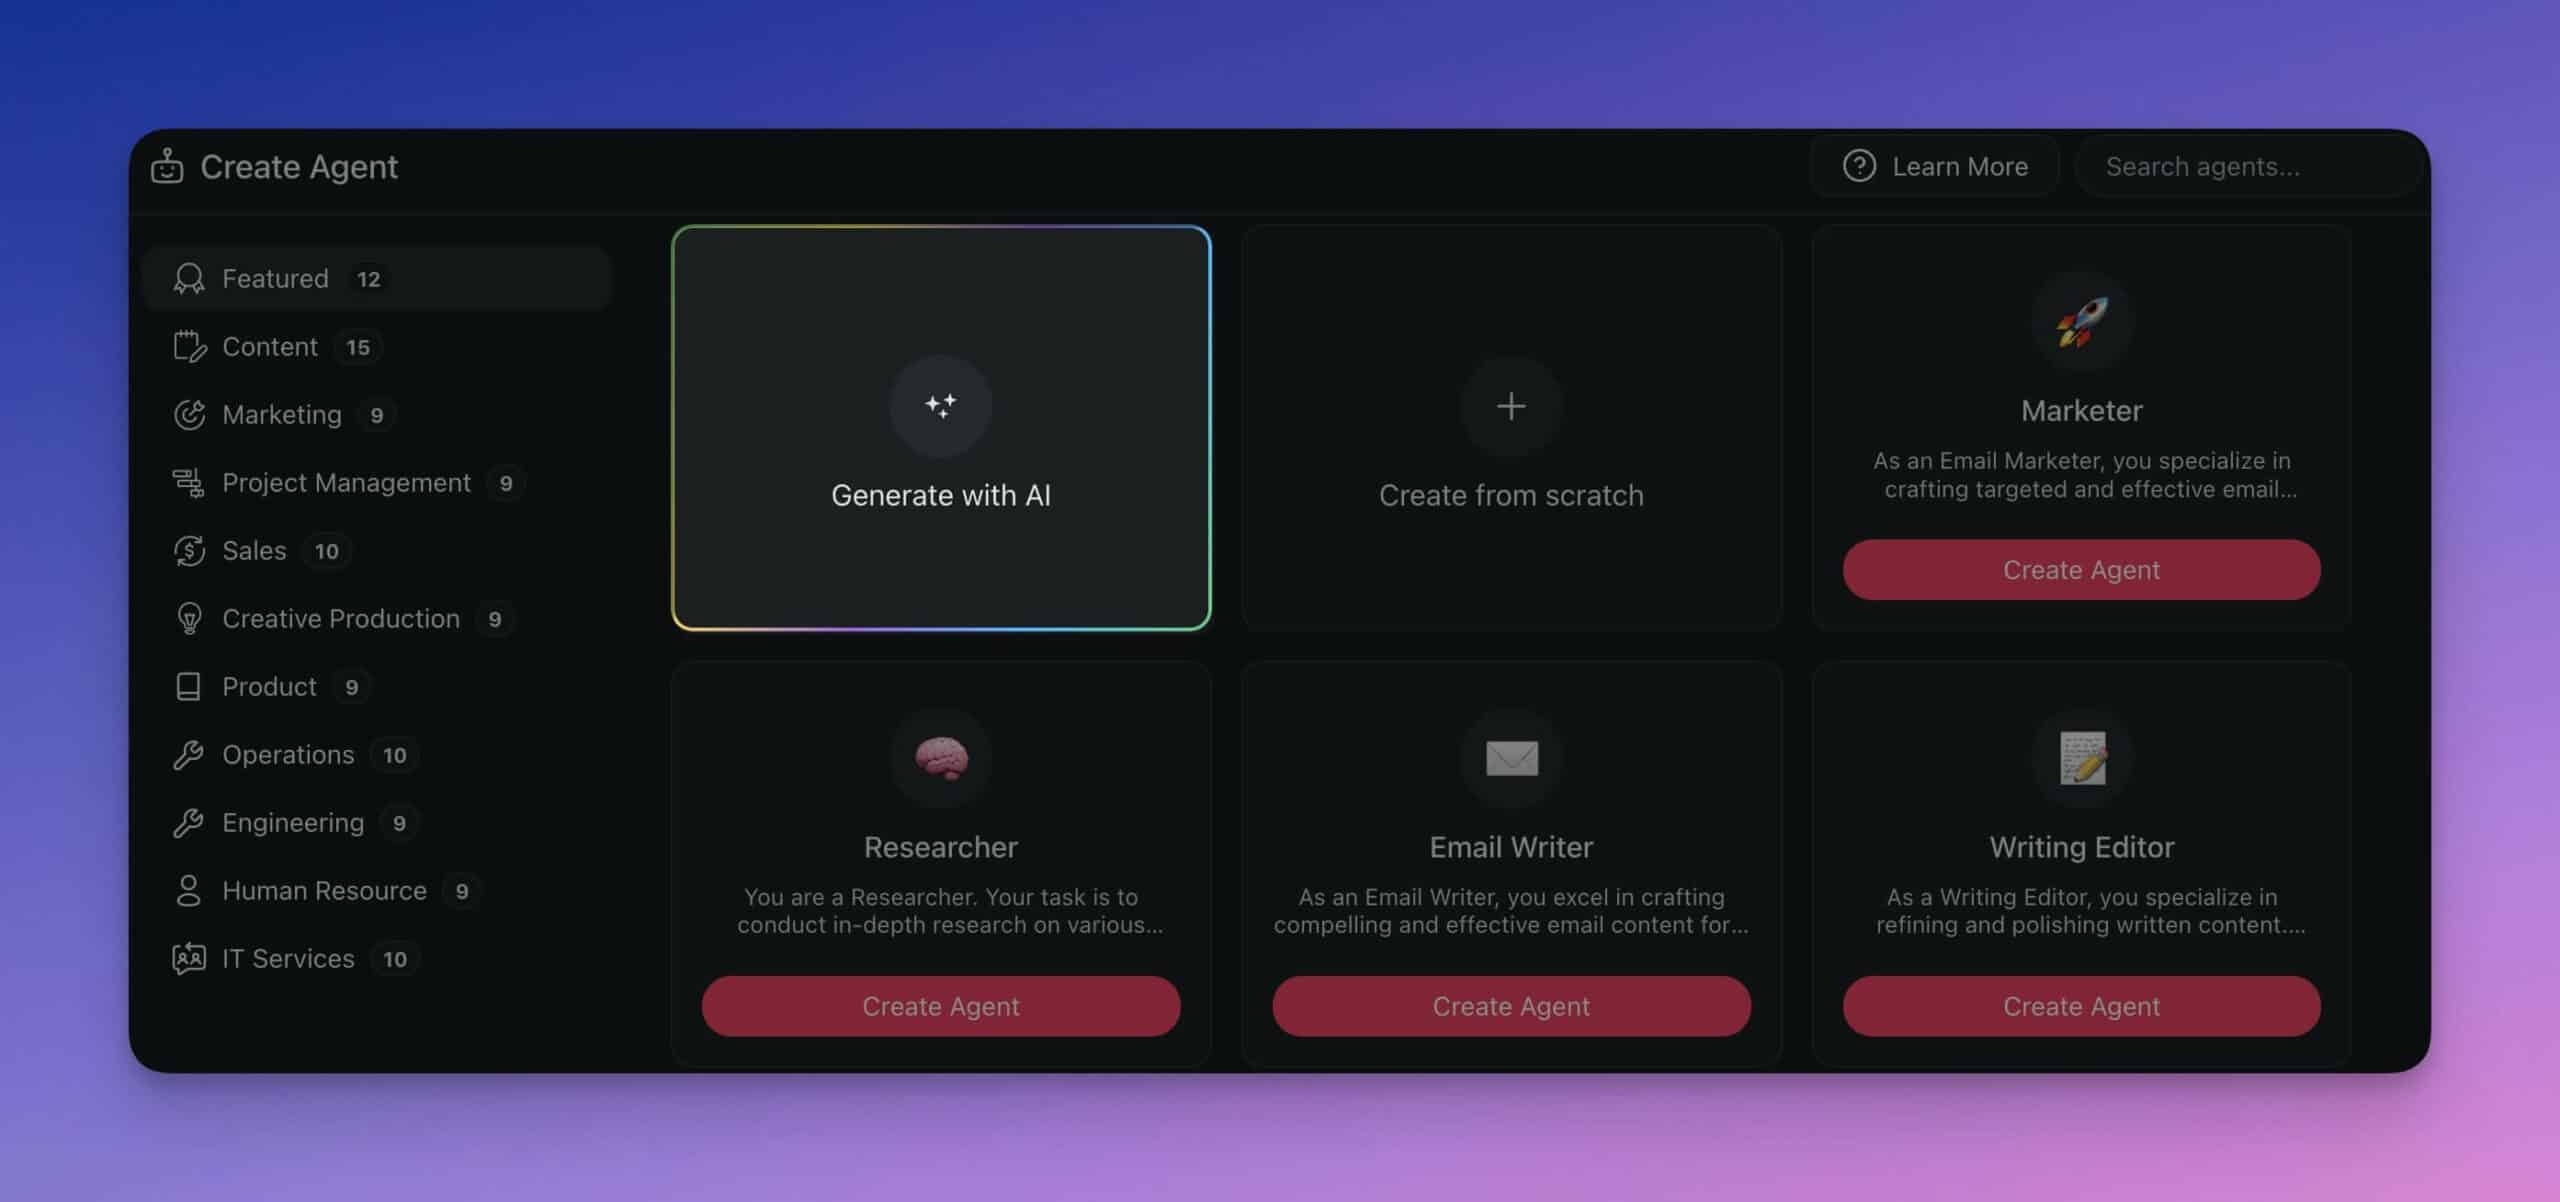 Create Agent
Learn More
Search agents...
Featured 12
Content 15
Marketing 9
Project Management 9
Sales 10
Creative Production 9
Product 9
Operations 10
Engineering 9
Human Resource 9
IT Services 10
Generate with AI
Create from scratch
Marketer
As an Email Marketer, you specialize in
crafting targeted and effective email...
Create Agent
Researcher
You are a Researcher. Your task is to
conduct in-depth research on various...
Create Agent
Email Writer
As an Email Writer, you excel in crafting
compelling and effective email content for...
Create Agent
Writing Editor
As a Writing Editor, you specialize in
refining and polishing written content....
Create Agent